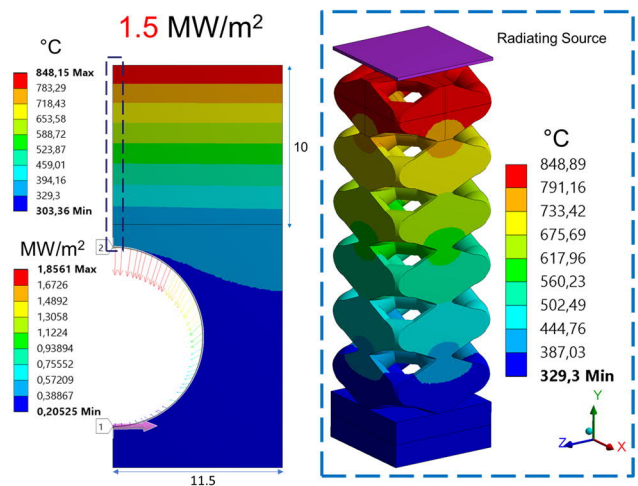 1.5 MW/m²
°C
848,15 Max
783,29
718,43
653,58
588,72
523,87
459,01
394,16
329,3
303,36 Min
10
MW/m²
1,8561 Max
1,6726
1,4892
1,3058
1,1224
0,93894
0,75552
0,57209
0,38867
0,20525 Min
2
1
11.5
Radiating Source
°C
848,89
791,16
733,42
675,69
617,96
560,23
502,49
444,76
387,03
329,3 Min
Y
Z
X